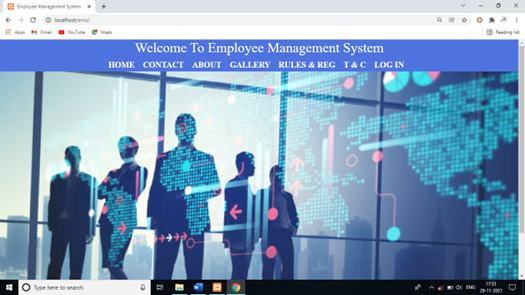 Employee Management System
localhost/ems/
Apps Gmail YouTube Maps Reading list
Welcome To Employee Management System
HOME CONTACT ABOUT GALLERY RULES & REG T & C LOG IN
Type here to search
ENG
17:33
29-11-2021